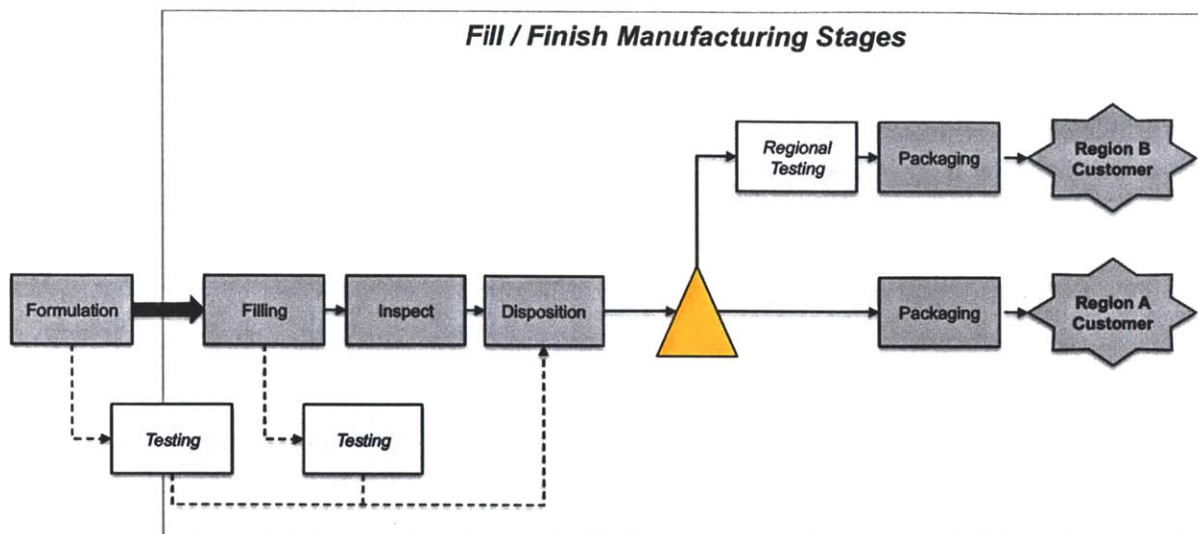 Fill / Finish Manufacturing Stages
Regional
Testing
Packaging
Region B
Customer
Formulation
Filling
Inspect
Disposition
Packaging
Region A
Customer
Testing
Testing